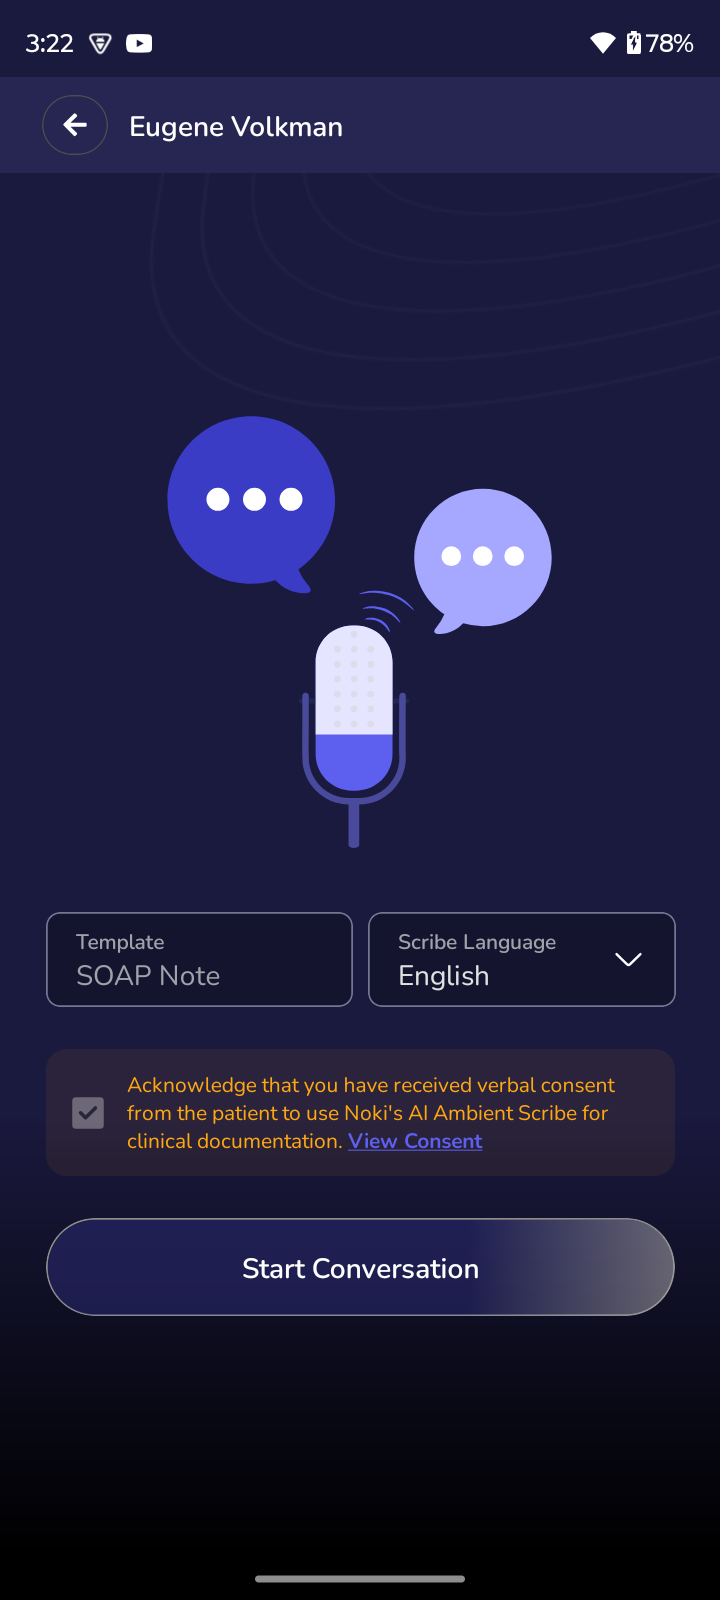 3:22
78%
Eugene Volkman
Template
SOAP Note
Scribe Language
English
Acknowledge that you have received verbal consent
from the patient to use Noki's AI Ambient Scribe for
clinical documentation. View Consent
Start Conversation